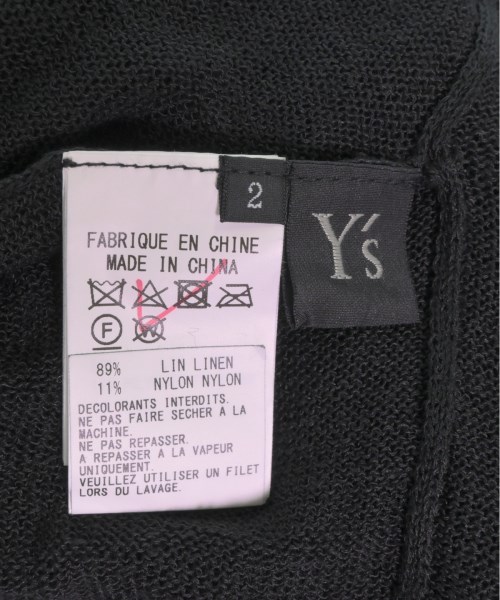 2
Y's
FABRIQUE EN CHINE
MADE IN CHINA
F
W
89% LIN LINEN
11% NYLON NYLON
DECOLORANTS INTERDITS.
NE PAS FAIRE SECHER A LA
MACHINE.
NE PAS REPASSER.
A REPASSER A LA VAPEUR
UNIQUEMENT.
VEUILLEZ UTILISER UN FILET
LORS DU LAVAGE.